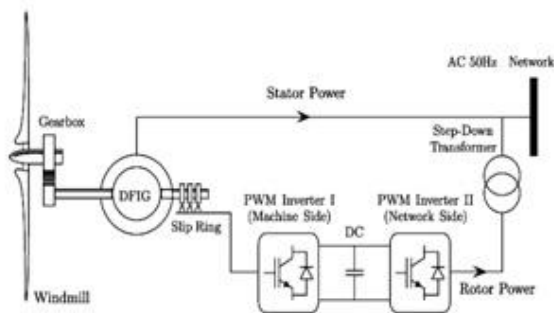 AC 50Hz Network
Stator Power
Gearbox
Step-Down
Transformer
DFIG
PWM Inverter I
(Machine Side)
PWM Inverter II
(Network Side)
Slip Ring
DC
Rotor Power
Windmill